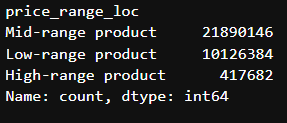 price_range_loc
Mid-range product 21890146
Low-range product 10126384
High-range product 417682
Name: count, dtype: int64